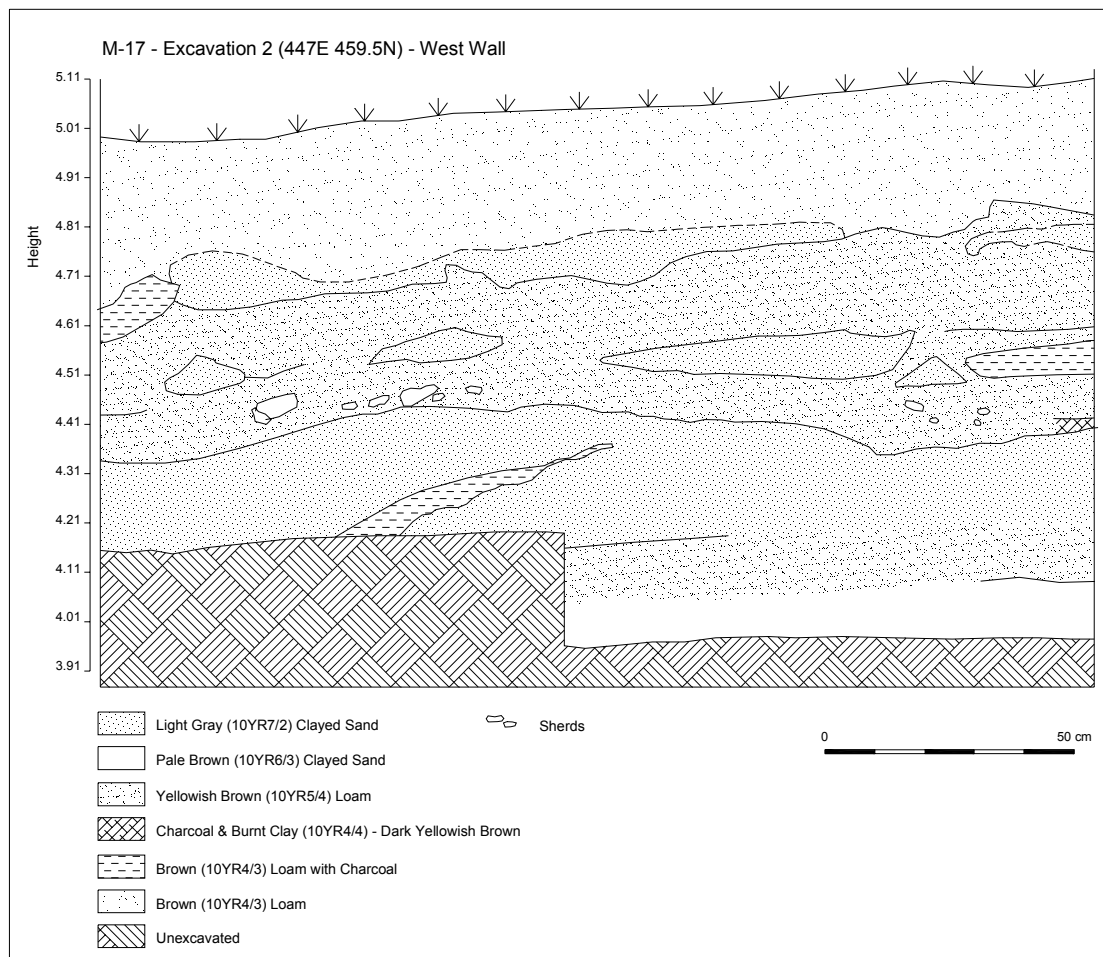 M-17 - Excavation 2 (447E 459.5N) - West Wall
Height
5.11
5.01
4.91
4.81
4.71
4.61
4.51
4.41
4.31
4.21
4.11
4.01
3.91
Light Gray (10YR7/2) Clayed Sand
Sherds
Pale Brown (10YR6/3) Clayed Sand
0 50 cm
Yellowish Brown (10YR5/4) Loam
Charcoal & Burnt Clay (10YR4/4) - Dark Yellowish Brown
Brown (10YR4/3) Loam with Charcoal
Brown (10YR4/3) Loam
Unexcavated